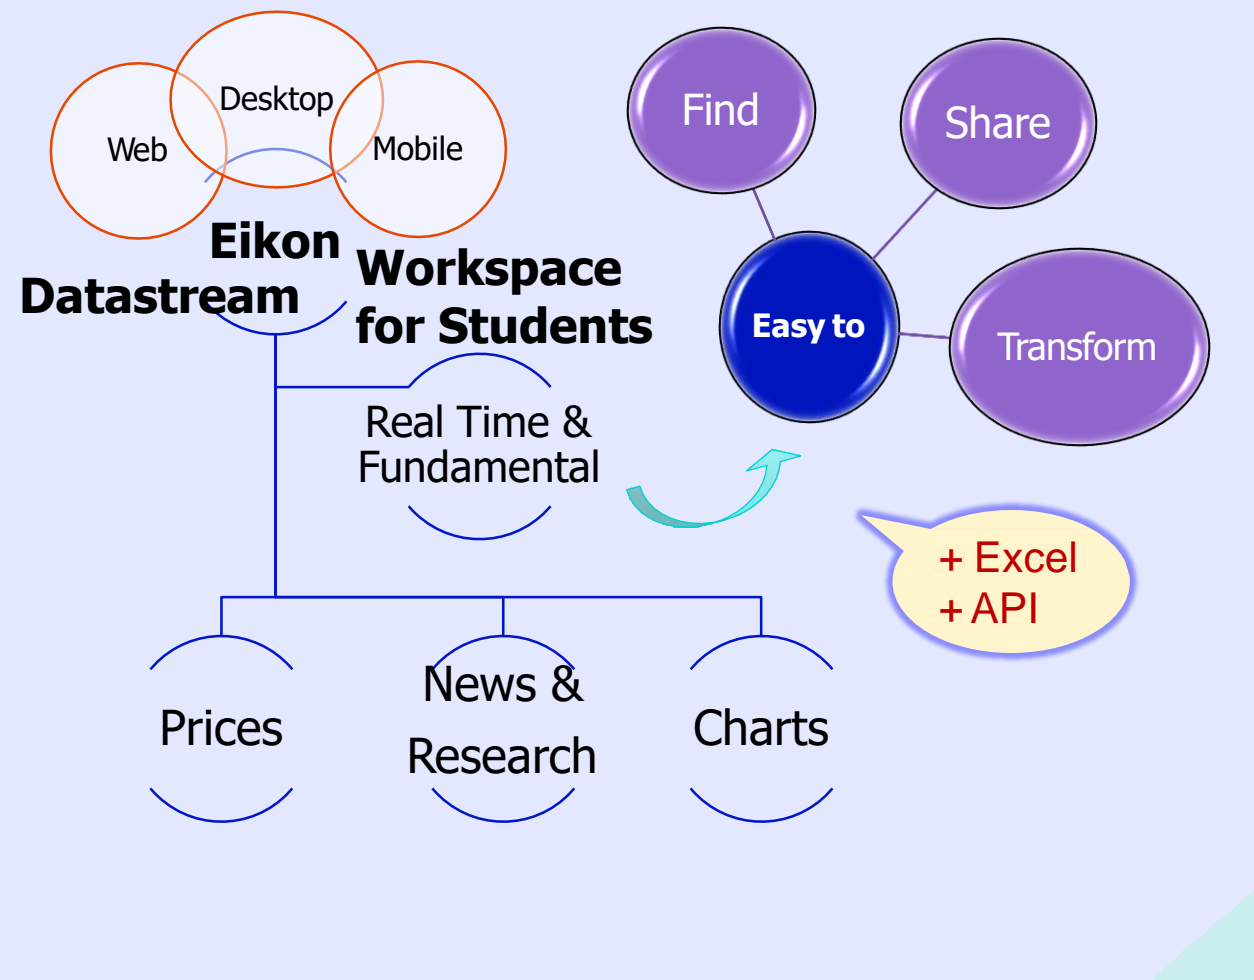 Desktop
Web
Mobile
Eikon
Datastream
Workspace
for Students
Real Time &
Fundamental
Prices
News &
Research
Charts
Find
Share
Easy to
Transform
+ Excel
+ API